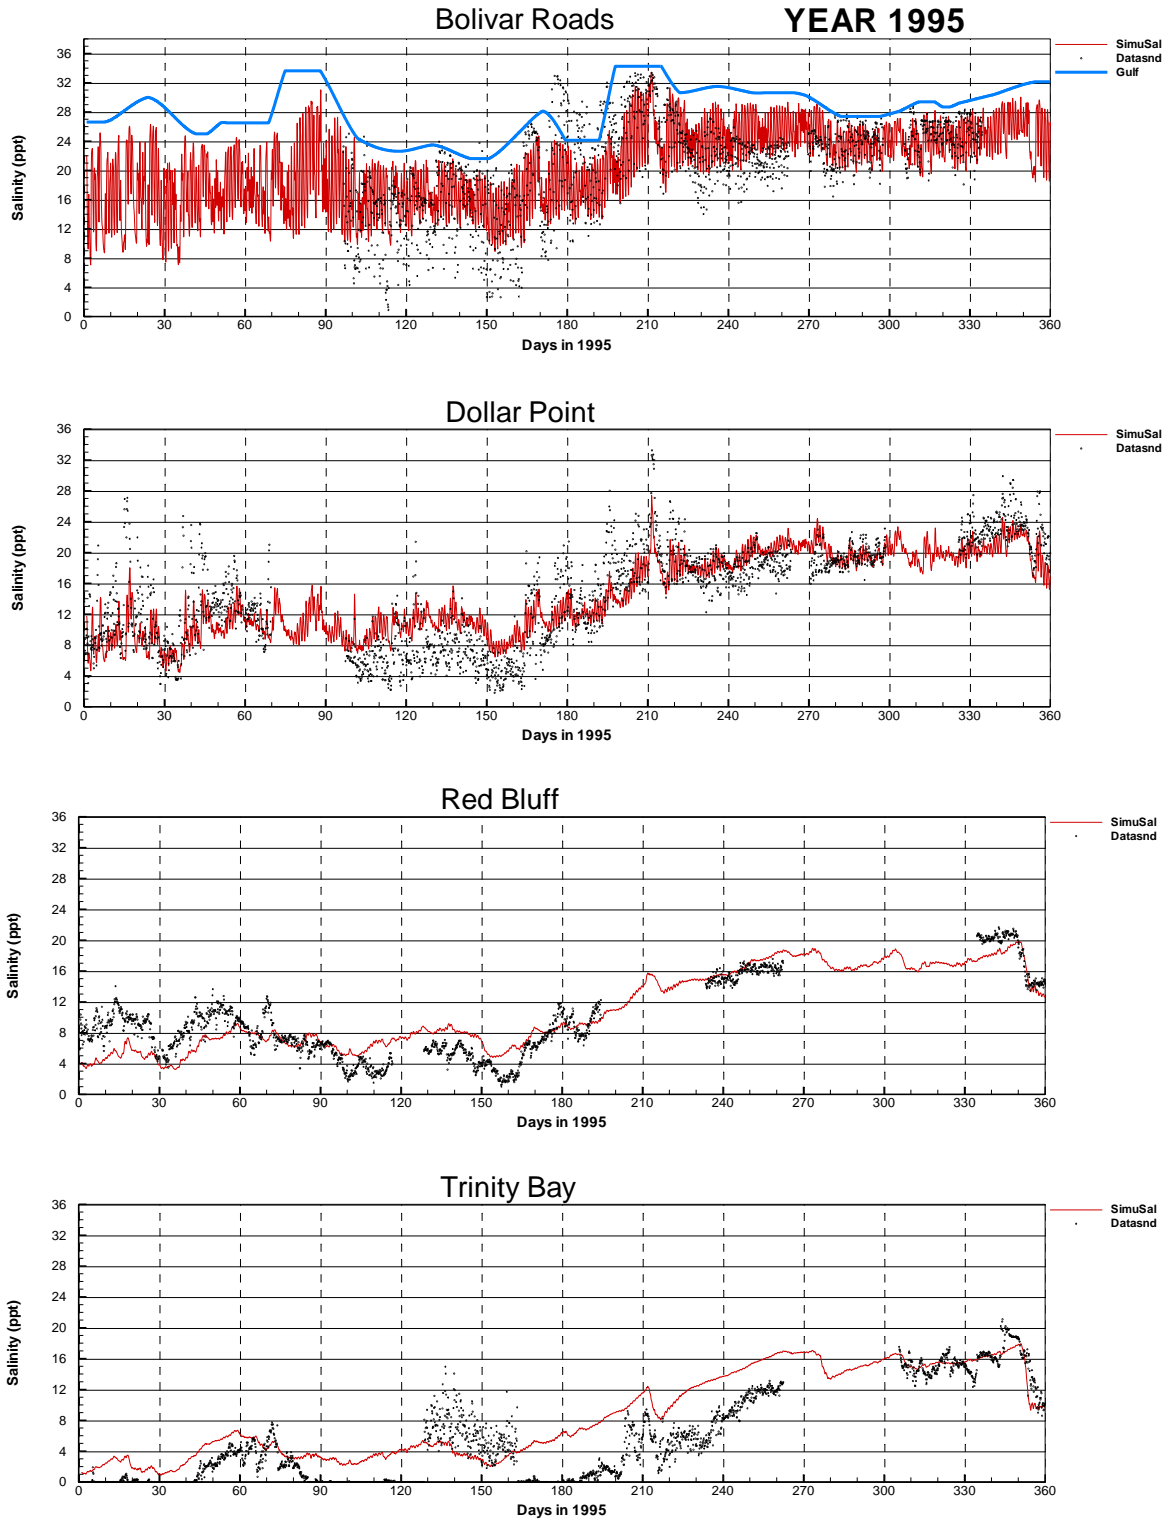 Bolivar Roads
YEAR 1995
SimuSal
Datasnd
Gulf
Salinity (ppt)
36
32
28
24
20
16
12
8
4
0
0 30 60 90 120 150 180 210 240 270 300 330 360
Days in 1995
Dollar Point
SimuSal
Datasnd
Salinity (ppt)
36
32
28
24
20
16
12
8
4
0
0 30 60 90 120 150 180 210 240 270 300 330 360
Days in 1995
Red Bluff
SimuSal
Datasnd
Salinity (ppt)
36
32
28
24
20
16
12
8
4
0
0 30 60 90 120 150 180 210 240 270 300 330 360
Days in 1995
Trinity Bay
SimuSal
Datasnd
Salinity (ppt)
36
32
28
24
20
16
12
8
4
0
0 30 60 90 120 150 180 210 240 270 300 330 360
Days in 1995